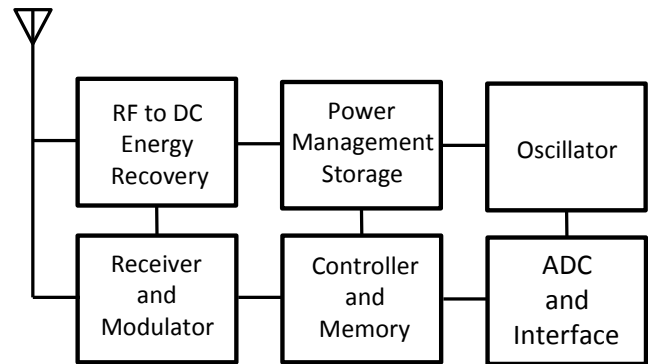 RF to DC
Energy
Recovery
Power
Management
Storage
Oscillator
Receiver
and
Modulator
Controller
and
Memory
ADC
and
Interface